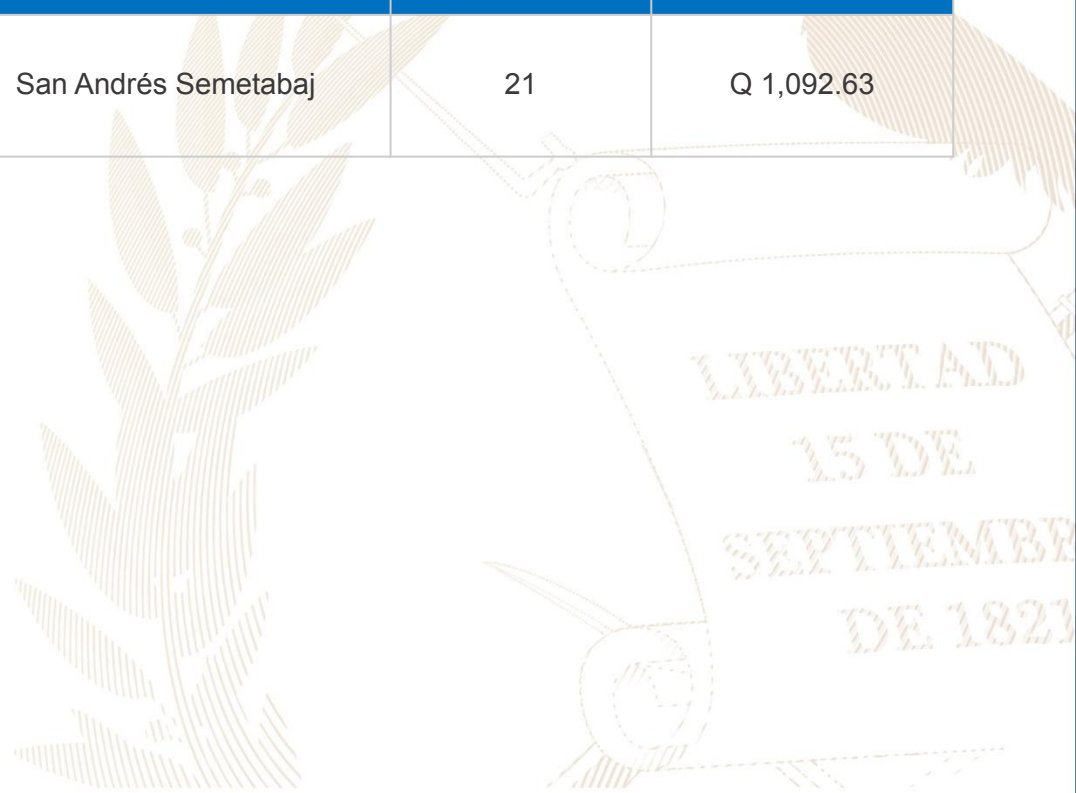 San Andrés Semetabaj 21 Q 1,092.63
LIBERTAD
15 DE
SEPTIEMBRE
DE 1821